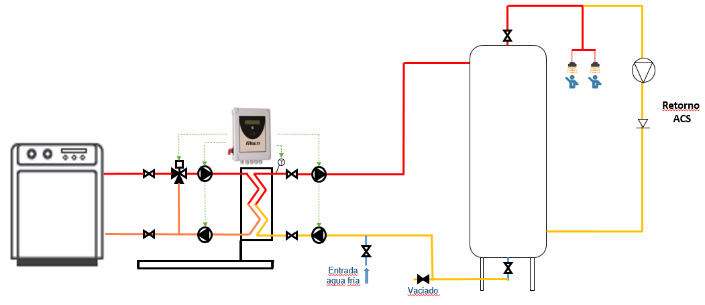 Retorno
ACS
Entrada
agua fría
Vaciado